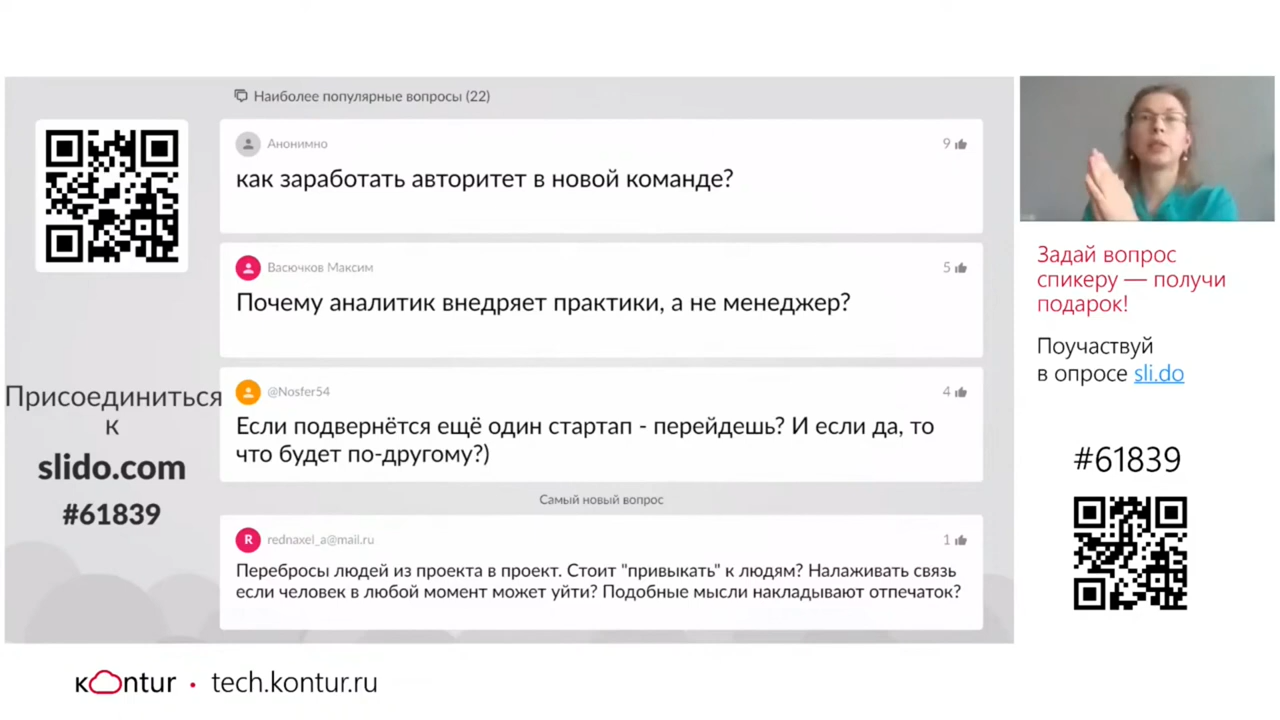 Наиболее популярные вопросы (22)
Анонимно
9
как заработать авторитет в новой команде?
Васючков Максим
5
Почему аналитик внедряет практики, а не менеджер?
@Nosfer54
4
Если подвернётся ещё один стартап - перейдешь? И если да, то
что будет по-другому?)
Самый новый вопрос
R
rednaxel_a@mail.ru
1
Перебросы людей из проекта в проект. Стоит "привыкать" к людям? Налаживать связь
если человек в любой момент может уйти? Подобные мысли накладывают отпечаток?
Присоединиться
к
slido.com
#61839
Задай вопрос
спикеру — получи
подарок!
Поучаствуй
в опросе sli.do
#61839
контur • tech.kontur.ru